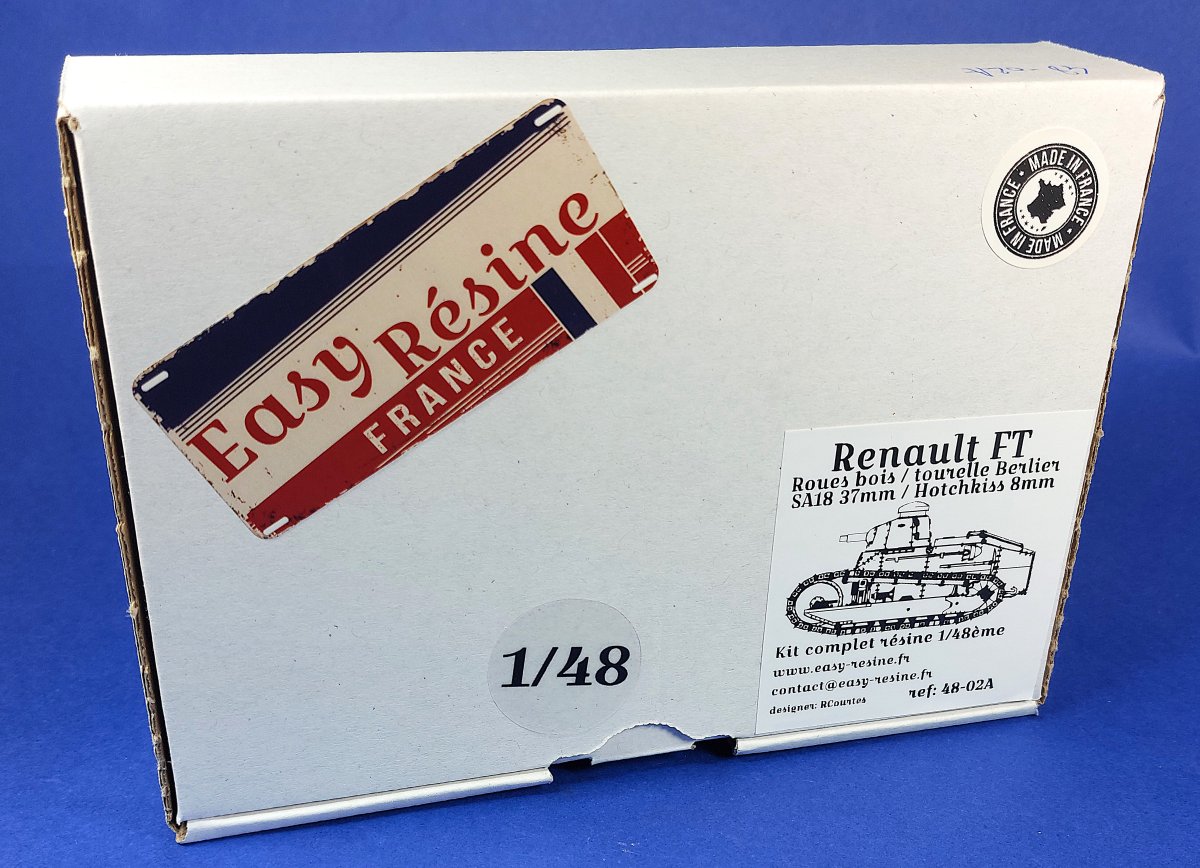 48-02A
MADE IN FRANCE • MADE IN FRANCE •
Easy Résine
FRANCE
Renault FT
Roues bois / tourelle Berlier
SA18 37mm / Hotchkiss 8mm
Kit complet résine 1/48ème
www.easy-resine.fr
contact@easy-resine.fr
ref: 48-02A
designer: RCourtes
1/48